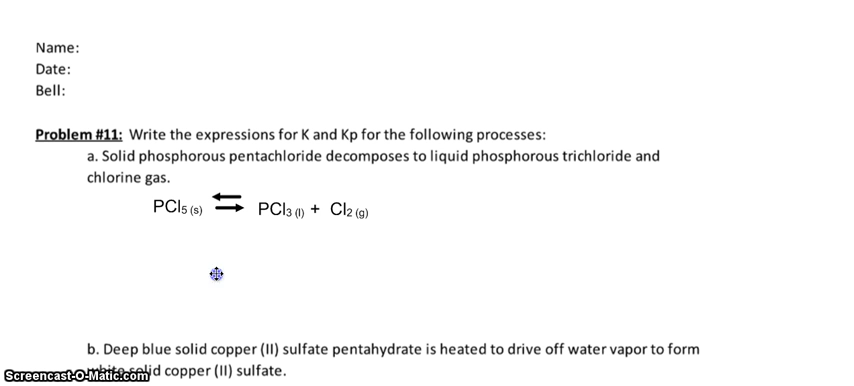 Name:
Date:
Bell:
Problem #11: Write the expressions for K and Kp for the following processes:
a. Solid phosphorous pentachloride decomposes to liquid phosphorous trichloride and
chlorine gas.
PCl5 (s) ⇌ PCl3 (l) + Cl2 (g)
b. Deep blue solid copper (II) sulfate pentahydrate is heated to drive off water vapor to form
white solid copper (II) sulfate.
Screencast-O-Matic.com